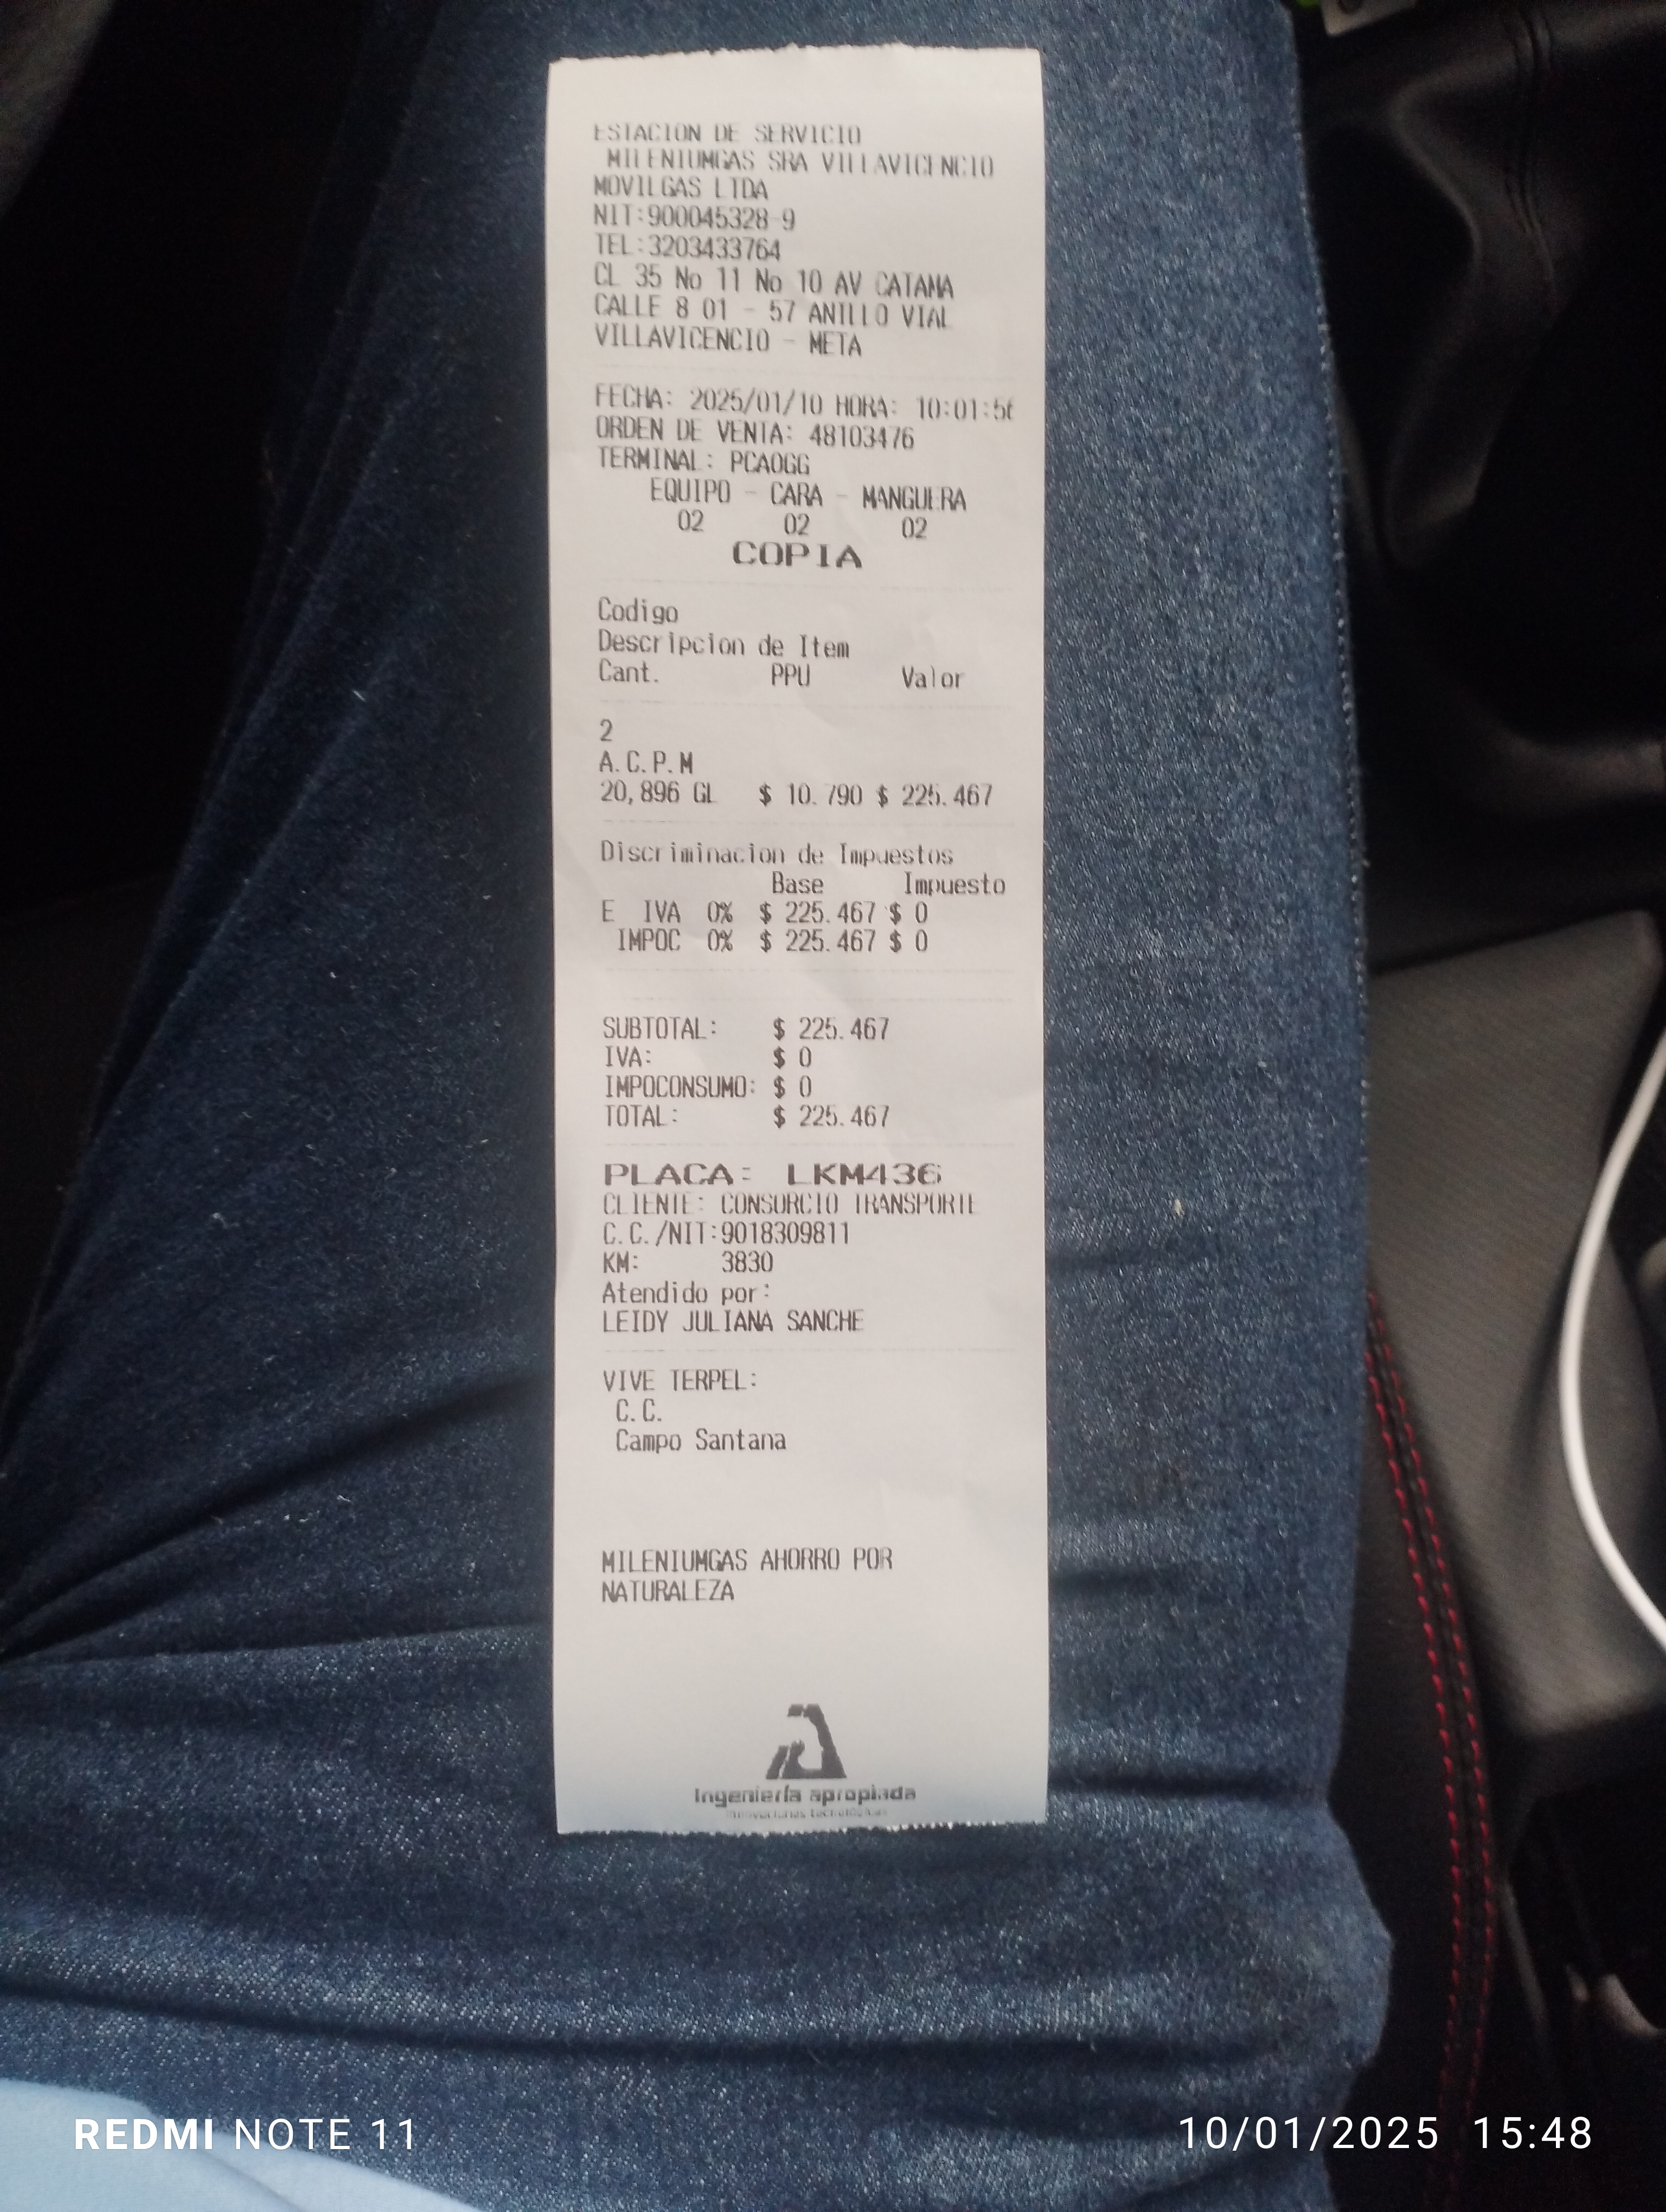 ESTACION DE SERVICIO
MILENIUMGAS SRA VILLAVICENCIO
MOVILGAS LTDA
NIT:900045328-9
TEL:3203433764
CL 35 No 11 No 10 AV CATAMA
CALLE 8 01 - 57 ANILLO VIAL
VILLAVICENCIO - META
FECHA: 2025/01/10 HORA: 10:01:56
ORDEN DE VENTA: 48103476
TERMINAL: PCAOGG
EQUIPO - CARA - MANGUERA
02 02 02
COPIA
Codigo
Descripcion de Item
Cant. PPU Valor
2
A.C.P.M
20,896 GL $ 10.790 $ 225.467
Discriminacion de Impuestos
Base Impuesto
E IVA 0% $ 225.467 $ 0
IMPOC 0% $ 225.467 $ 0
SUBTOTAL: $ 225.467
IVA: $ 0
IMPOCONSUMO: $ 0
TOTAL: $ 225.467
PLACA: LKM436
CLIENTE: CONSORCIO TRANSPORTE
C.C./NIT:9018309811
KM: 3830
Atendido por:
LEIDY JULIANA SANCHE
VIVE TERPEL:
C.C.
Campo Santana
MILENIUMGAS AHORRO POR
NATURALEZA
Ingeniería apropiada
REDMI NOTE 11
10/01/2025 15:48